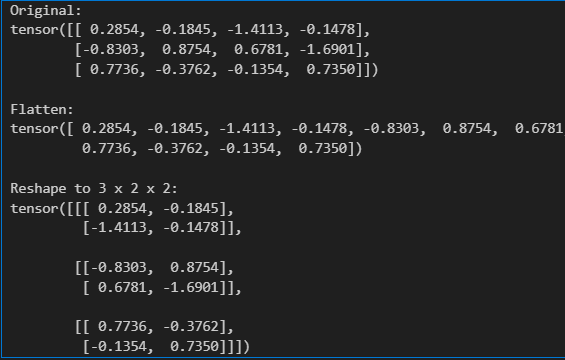 Original:
tensor([[ 0.2854, -0.1845, -1.4113, -0.1478],
        [-0.8303,  0.8754,  0.6781, -1.6901],
        [ 0.7736, -0.3762, -0.1354,  0.7350]])

Flatten:
tensor([ 0.2854, -0.1845, -1.4113, -0.1478, -0.8303,  0.8754,  0.6781
         0.7736, -0.3762, -0.1354,  0.7350])

Reshape to 3 x 2 x 2:
tensor([[[ 0.2854, -0.1845],
         [-1.4113, -0.1478]],

        [[-0.8303,  0.8754],
         [ 0.6781, -1.6901]],

        [[ 0.7736, -0.3762],
         [-0.1354,  0.7350]]])